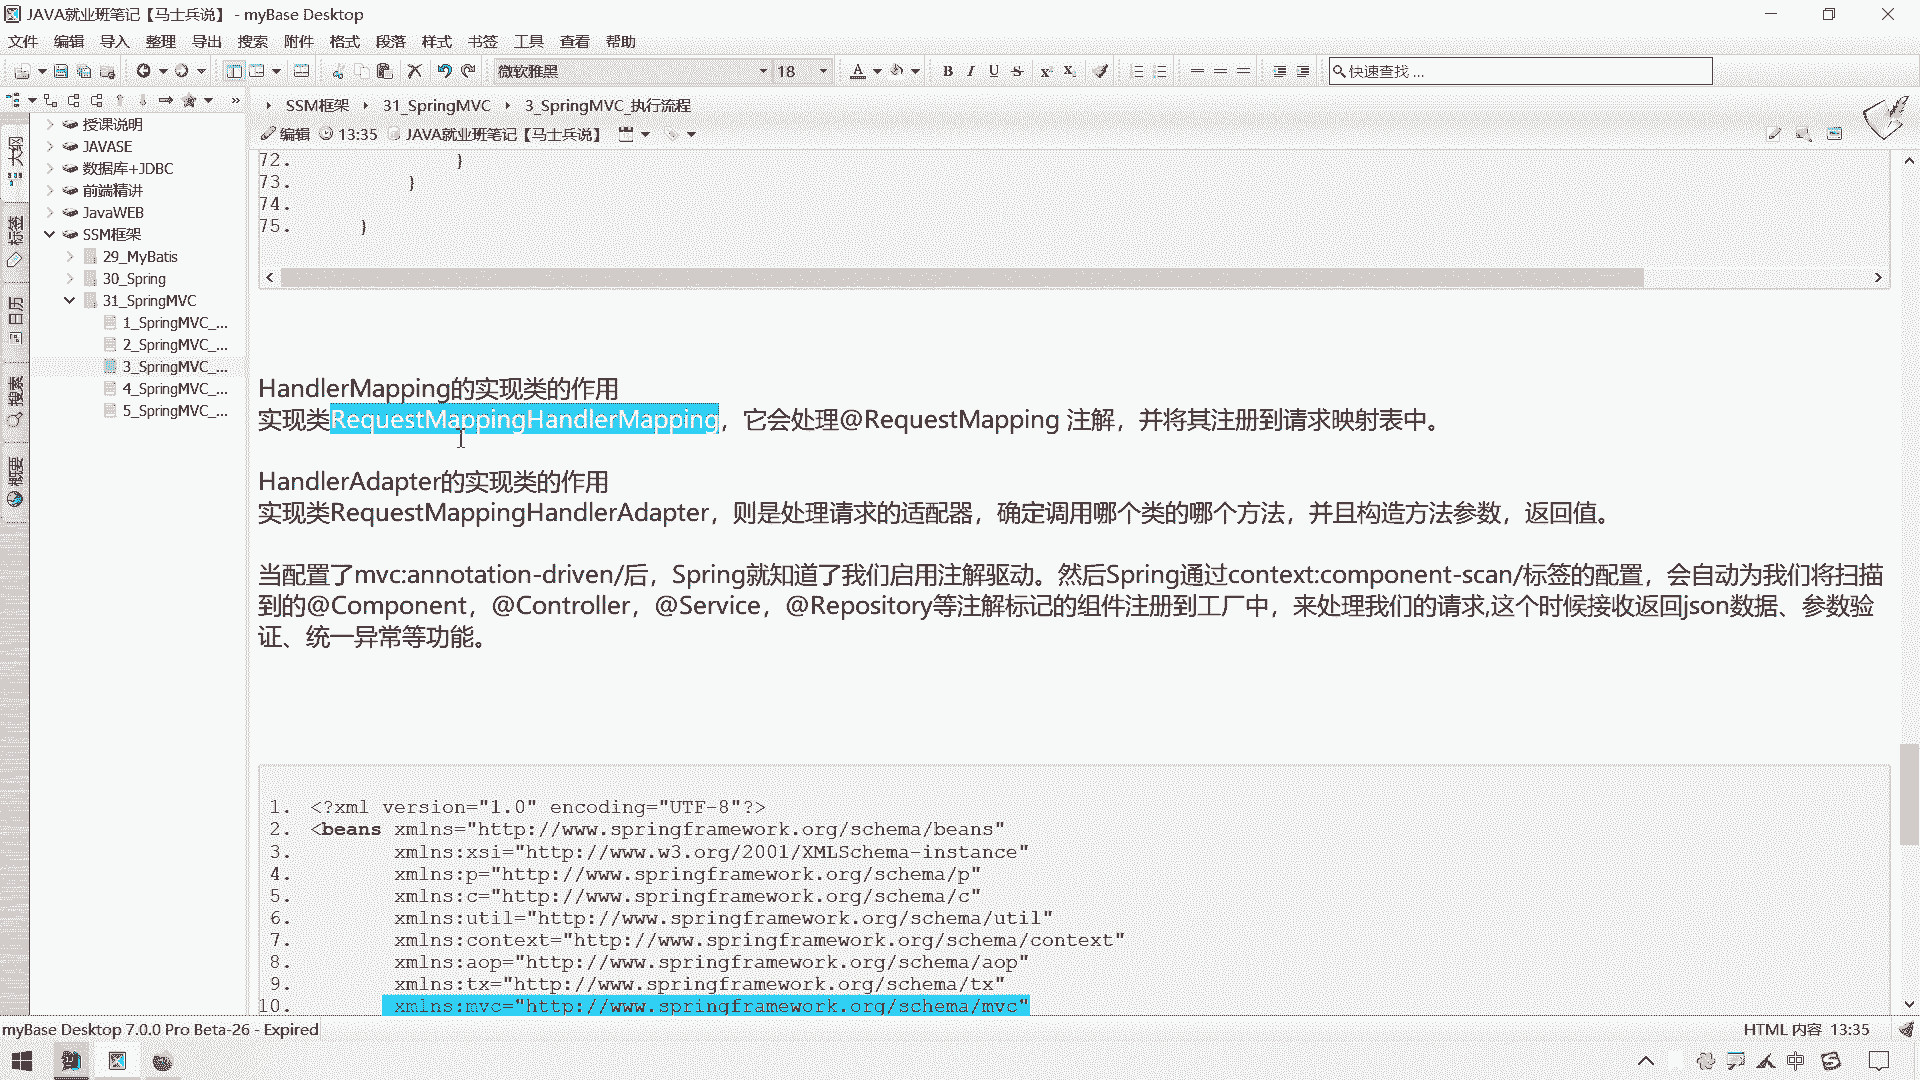 JAVA就业班笔记【马士兵说】 - myBase Desktop
文件 编辑 导入 整理 导出 搜索 附件 格式 段落 样式 书签 工具 查看 帮助
微软雅黑 18 快速查找 ...
SSM框架 31_SpringMVC 3_SpringMVC_执行流程
编辑 13:35 JAVA就业班笔记【马士兵说】
大纲
标签
日历
搜索
概要
授课说明
JAVASE
数据库+JDBC
前端精讲
JavaWEB
SSM框架
29_MyBatis
30_Spring
31_SpringMVC
1_SpringMVC_...
2_SpringMVC_...
3_SpringMVC_...
4_SpringMVC_...
5_SpringMVC_...
72. }
73. }
74.
75. }
HandlerMapping的实现类的作用
实现类RequestMappingHandlerMapping，它会处理@RequestMapping 注解，并将其注册到请求映射表中。
HandlerAdapter的实现类的作用
实现类RequestMappingHandlerAdapter，则是处理请求的适配器，确定调用哪个类的哪个方法，并且构造方法参数，返回值。
当配置了mvc:annotation-driven/后，Spring就知道了我们启用注解驱动。然后Spring通过context:component-scan/标签的配置，会自动为我们将扫描
到的@Component，@Controller，@Service，@Repository等注解标记的组件注册到工厂中，来处理我们的请求,这个时候接收返回json数据、参数验
证、统一异常等功能。
1. <?xml version="1.0" encoding="UTF-8"?>
2. <beans xmlns="http://www.springframework.org/schema/beans"
3. xmlns:xsi="http://www.w3.org/2001/XMLSchema-instance"
4. xmlns:p="http://www.springframework.org/schema/p"
5. xmlns:c="http://www.springframework.org/schema/c"
6. xmlns:util="http://www.springframework.org/schema/util"
7. xmlns:context="http://www.springframework.org/schema/context"
8. xmlns:aop="http://www.springframework.org/schema/aop"
9. xmlns:tx="http://www.springframework.org/schema/tx"
10. xmlns:mvc="http://www.springframework.org/schema/mvc"
myBase Desktop 7.0.0 Pro Beta-26 - Expired
HTML 内容 13:35
中